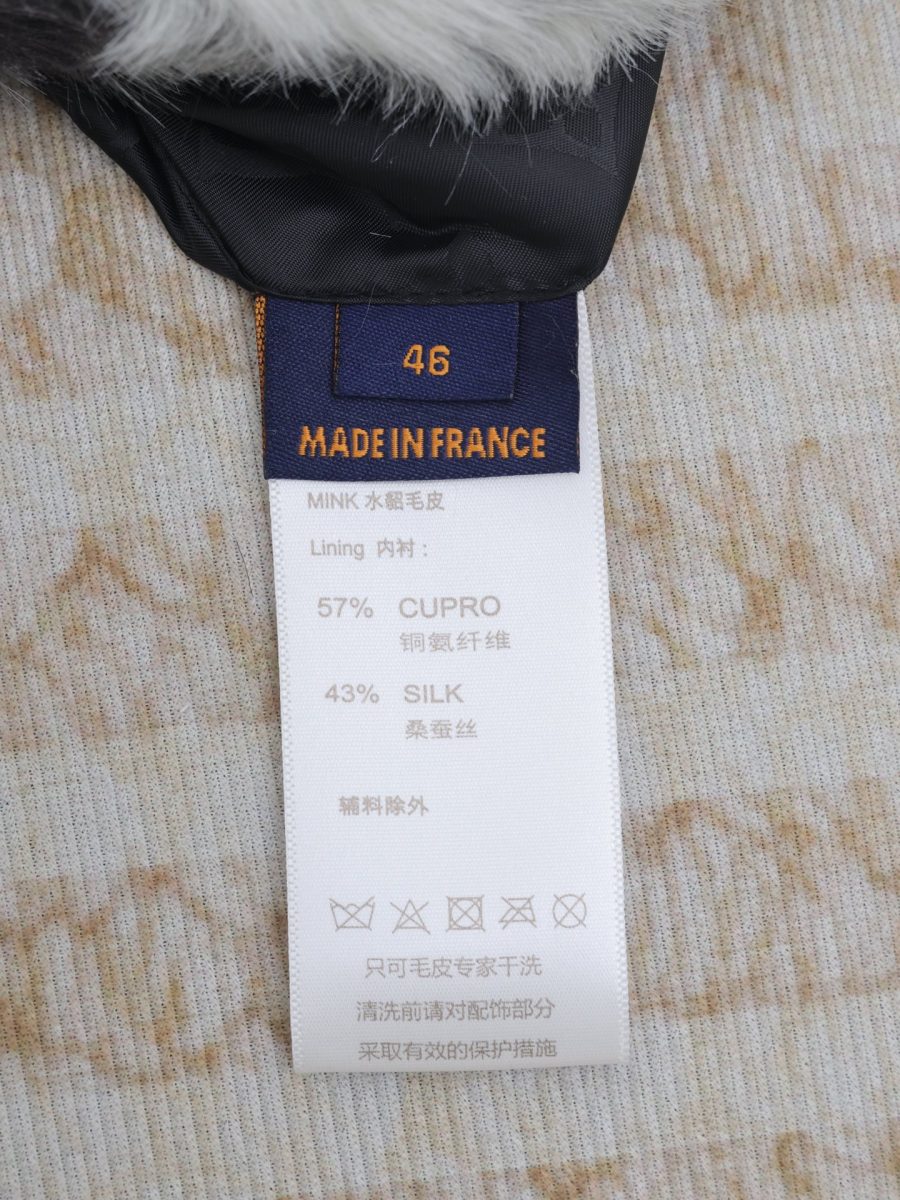 46
MADE IN FRANCE
MINK 水貂毛皮
Lining 内衬：
57% CUPRO
铜氨纤维
43% SILK
桑蚕丝
辅料除外
只可毛皮专家干洗
清洗前请对配饰部分
采取有效的保护措施